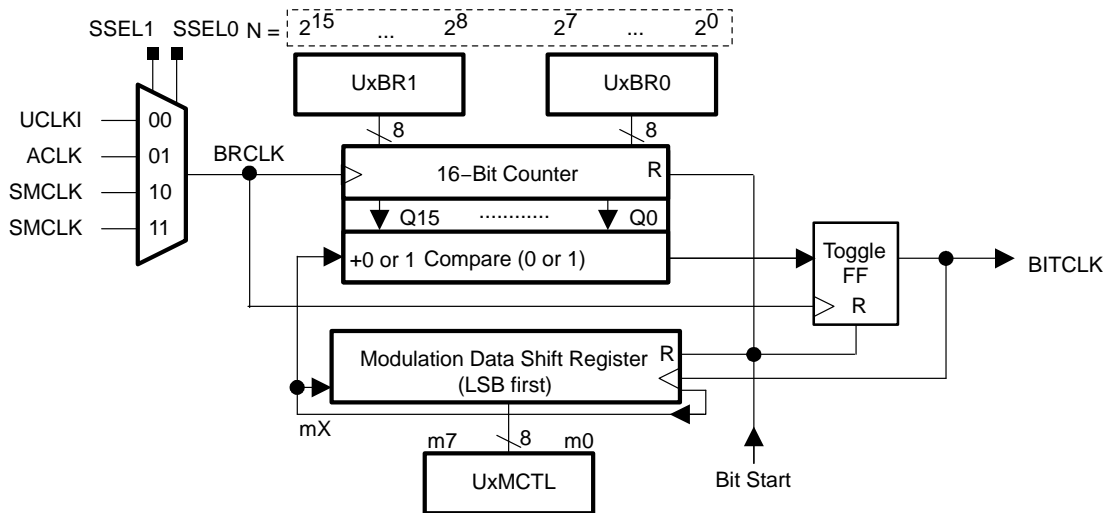 SSEL1 SSEL0 N = 2^15 ... 2^8 2^7 ... 2^0
UxBR1 UxBR0
8 8
UCLKI 00
ACLK 01
SMCLK 10
SMCLK 11
BRCLK
16−Bit Counter R
Q15 ............ Q0
+0 or 1 Compare (0 or 1)
Toggle
FF
R
BITCLK
Modulation Data Shift Register R
(LSB first)
mX
m7 8 m0
UxMCTL
Bit Start